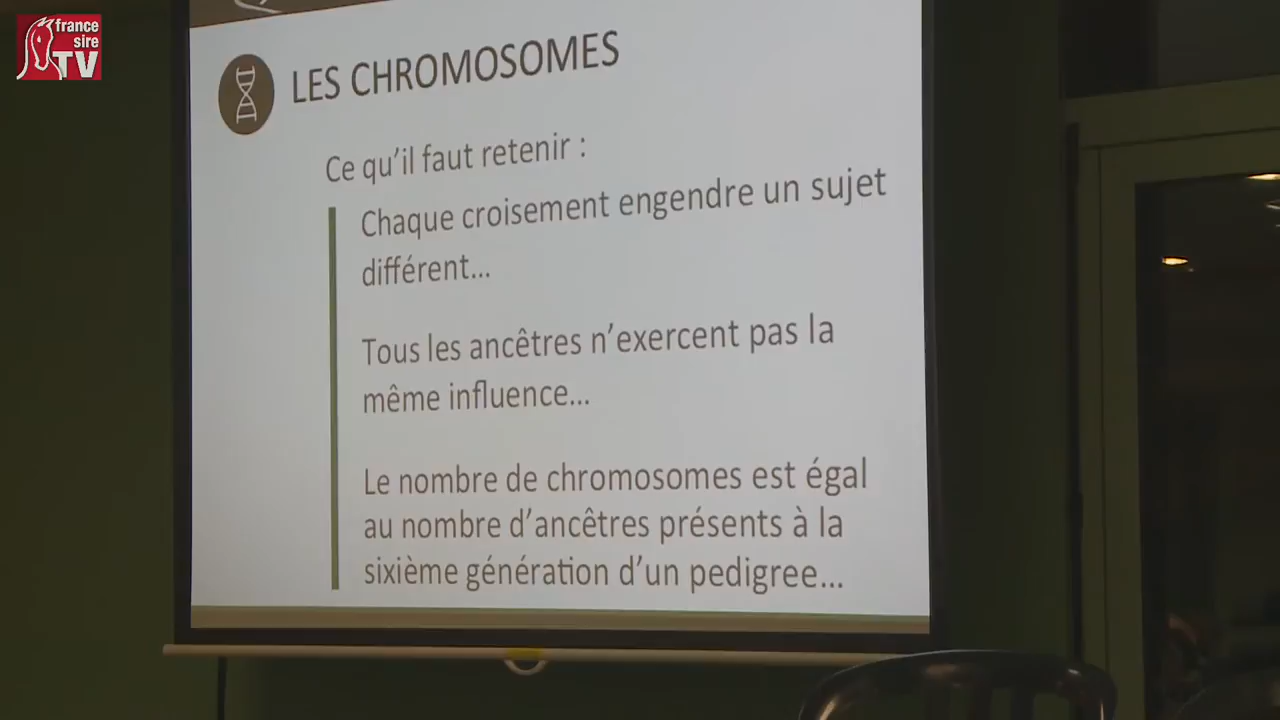 france
sire
TV
LES CHROMOSOMES
Ce qu'il faut retenir :
Chaque croisement engendre un sujet
différent...
Tous les ancêtres n'exercent pas la
même influence...
Le nombre de chromosomes est égal
au nombre d'ancêtres présents à la
sixième génération d'un pedigree...